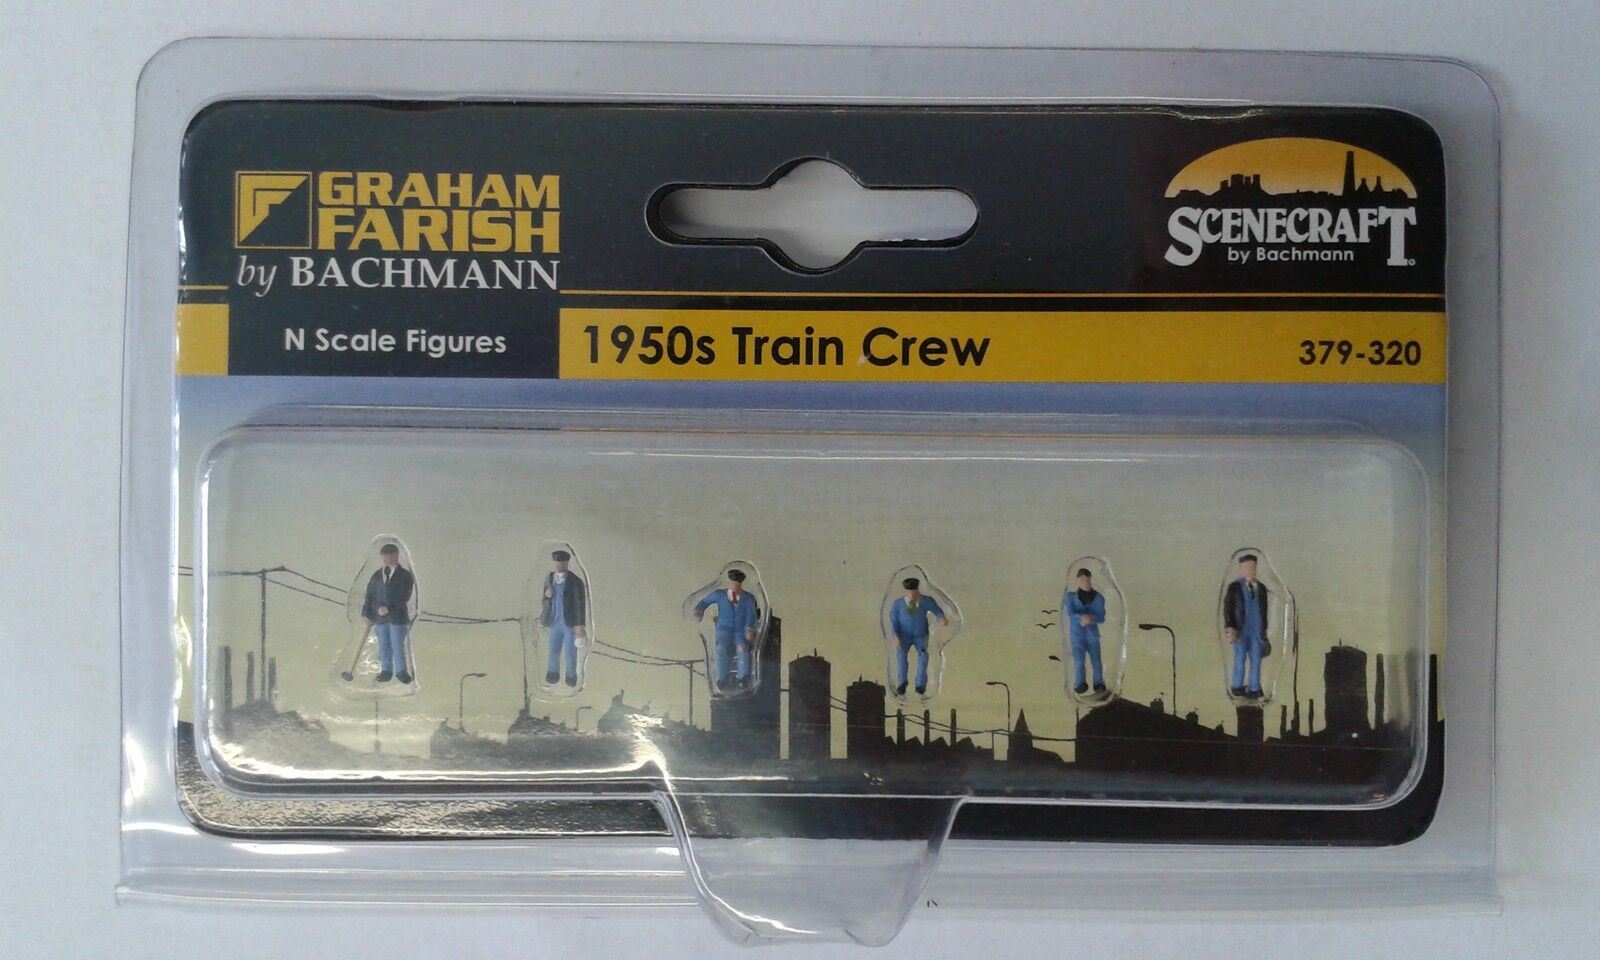 GRAHAM
FARISH
by BACHMANN
SCENECRAFT
by Bachmann
N Scale Figures
1950s Train Crew
379-320